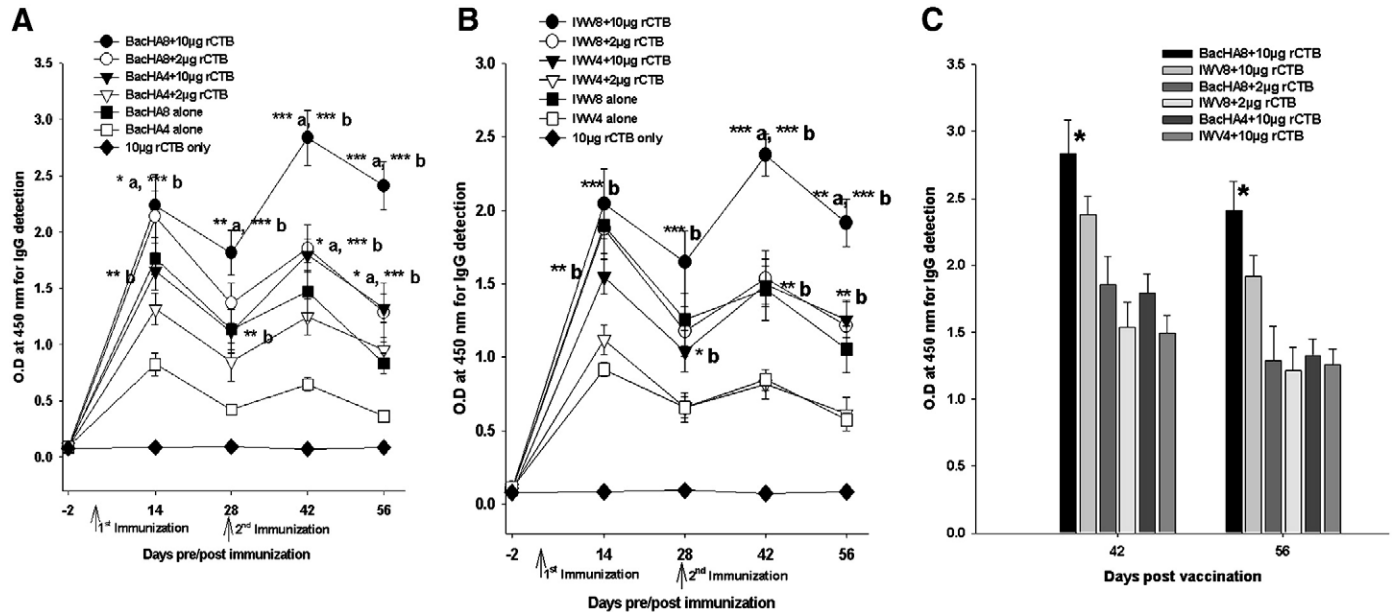 A
BacHA8+10µg rCTB
BacHA8+2µg rCTB
BacHA4+10µg rCTB
BacHA4+2µg rCTB
BacHA8 alone
BacHA4 alone
10µg rCTB only
O.D at 450 nm for IgG detection
3.5
3.0
2.5
2.0
1.5
1.0
0.5
0.0
* a, *** b
** b
** a, *** b
** b
*** a, *** b
*** a, *** b
* a, *** b
* a, *** b
-2 14 28 42 56
1st Immunization 2nd Immunization
Days pre/post immunization
B
IWV8+10µg rCTB
IWV8+2µg rCTB
IWV4+10µg rCTB
IWV4+2µg rCTB
IWV8 alone
IWV4 alone
10µg rCTB only
O.D at 450 nm for IgG detection
3.0
2.5
2.0
1.5
1.0
0.5
0.0
*** b
** b
*** b
* b
*** a, *** b
** b
** a, *** b
** b
-2 14 28 42 56
1st Immunization 2nd Immunization
Days pre/post immunization
C
BacHA8+10µg rCTB
IWV8+10µg rCTB
BacHA8+2µg rCTB
IWV8+2µg rCTB
BacHA4+10µg rCTB
IWV4+10µg rCTB
O.D at 450 nm for IgG detection
3.5
3.0
2.5
2.0
1.5
1.0
0.5
0.0
*
*
42 56
Days post vaccination